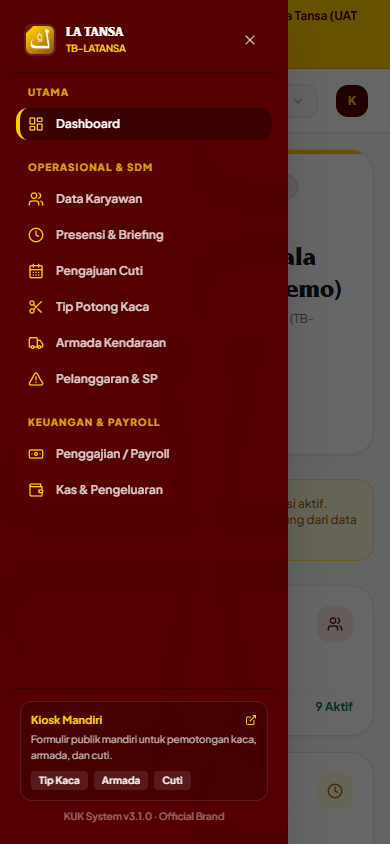 LA TANSA
TB-LATANSA
a Tansa (UAT
K
UTAMA
Dashboard
OPERASIONAL & SDM
Data Karyawan
Presensi & Briefing
Pengajuan Cuti
Tip Potong Kaca
Armada Kendaraan
Pelanggaran & SP
KEUANGAN & PAYROLL
Penggajian / Payroll
Kas & Pengeluaran
ala
emo)
(TB-
si aktif.
ng dari data
9 Aktif
Kiosk Mandiri
Formulir publik mandiri untuk pemotongan kaca,
armada, dan cuti.
Tip Kaca Armada Cuti
KUK System v3.1.0 · Official Brand